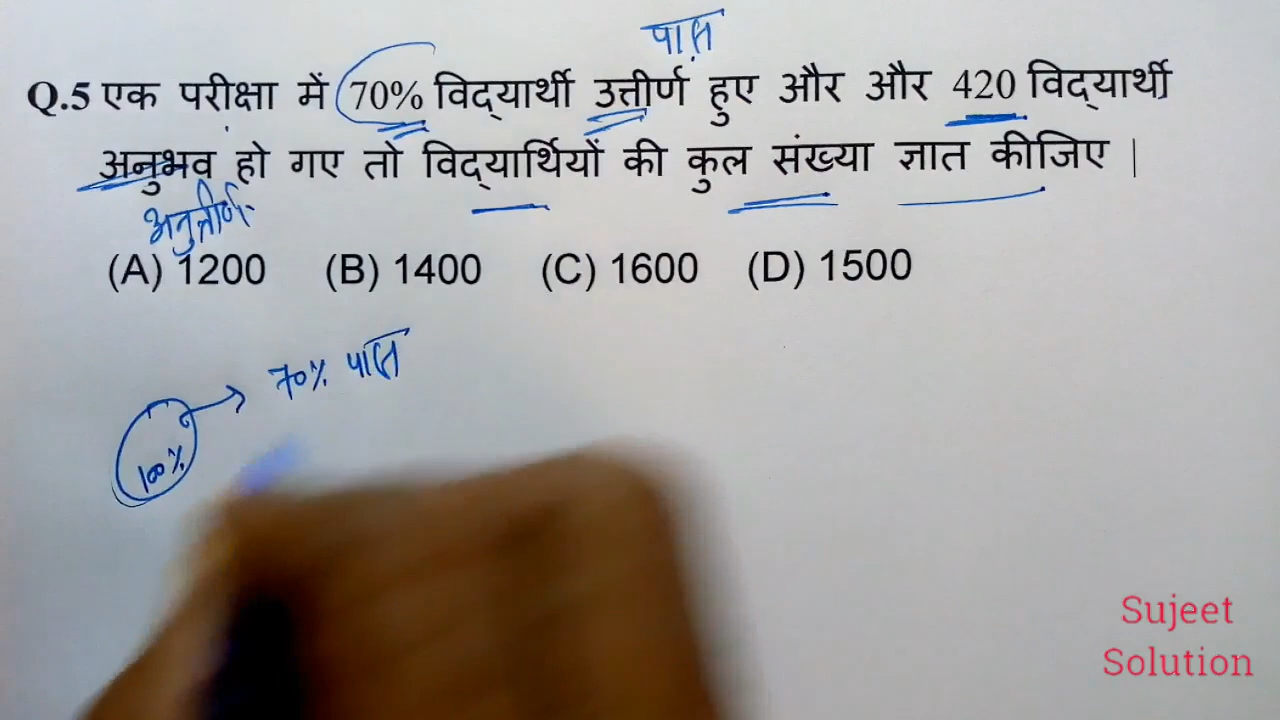 पास
Q.5 एक परीक्षा में 70% विद्यार्थी उत्तीर्ण हुए और और 420 विद्यार्थी
अनुभव हो गए तो विद्यार्थियों की कुल संख्या ज्ञात कीजिए |
अनुत्तीर्ण
(A) 1200 (B) 1400 (C) 1600 (D) 1500
70% पास
100%
Sujeet
Solution